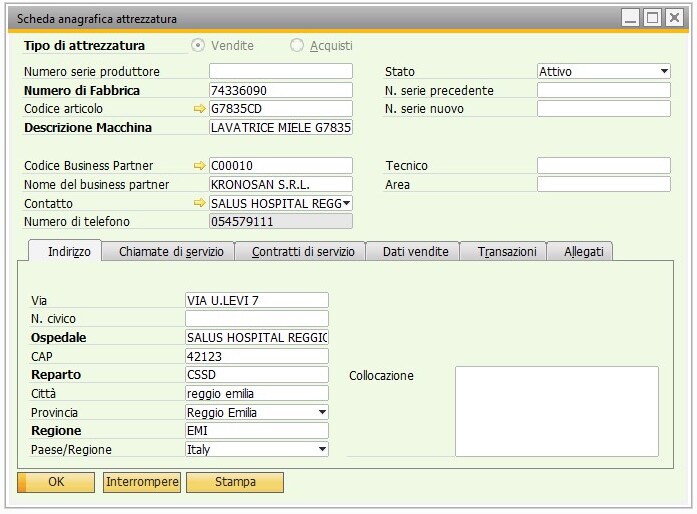 Scheda anagrafica attrezzatura
Tipo di attrezzatura Vendite Acquisti
Numero serie produttore Stato Attivo
Numero di Fabbrica 74336090 N. serie precedente
Codice articolo G7835CD N. serie nuovo
Descrizione Macchina LAVATRICE MIELE G7835
Codice Business Partner C00010 Tecnico
Nome del business partner KRONOSAN S.R.L. Area
Contatto SALUS HOSPITAL REGG
Numero di telefono 054579111
Indirizzo Chiamate di servizio Contratti di servizio Dati vendite Transazioni Allegati
Via VIA U.LEVI 7
N. civico
Ospedale SALUS HOSPITAL REGGIO
CAP 42123
Reparto CSSD Collocazione
Città reggio emilia
Provincia Reggio Emilia
Regione EMI
Paese/Regione Italy
OK Interrompere Stampa